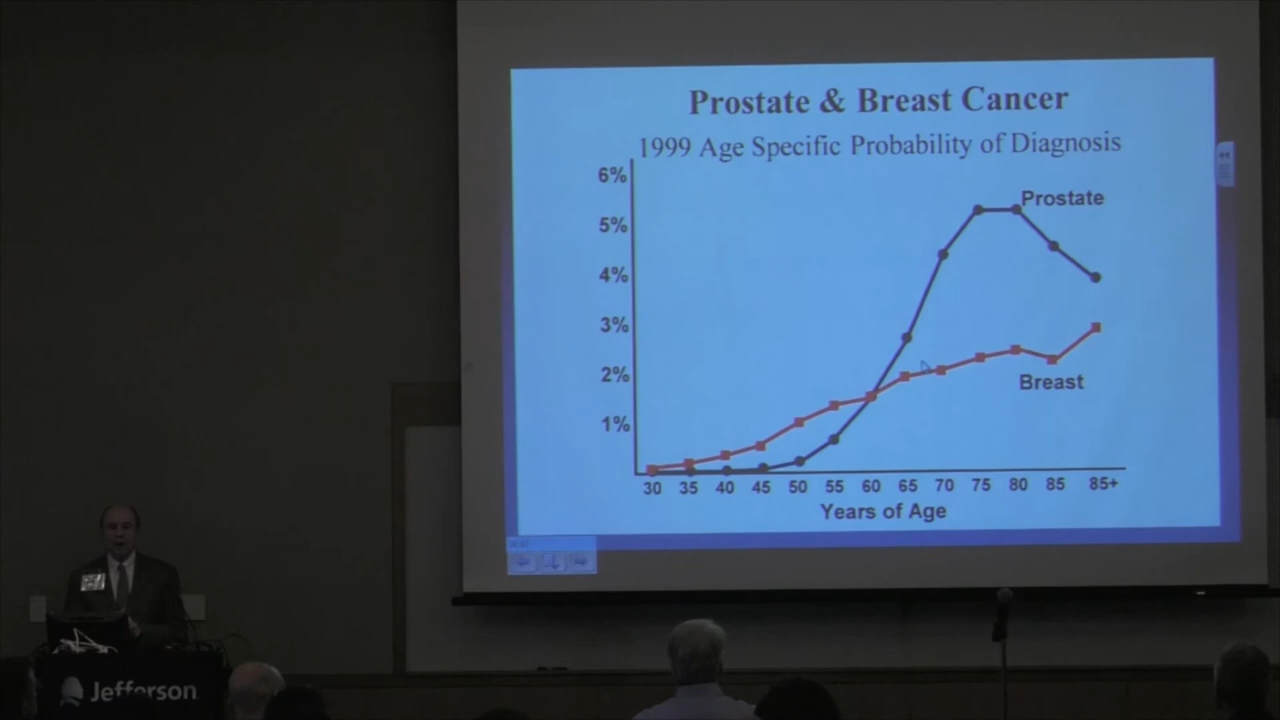 Prostate & Breast Cancer
1999 Age Specific Probability of Diagnosis
6%
5%
4%
3%
2%
1%
Prostate
Breast
30 35 40 45 50 55 60 65 70 75 80 85 85+
Years of Age
Jefferson